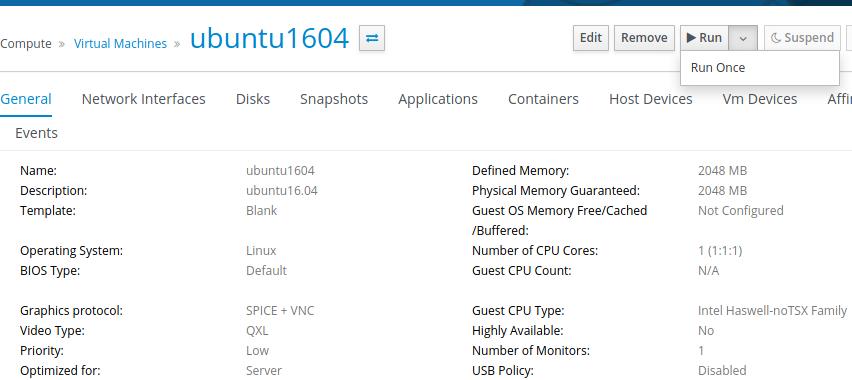 Compute » Virtual Machines » ubuntu1604
Edit Remove Run Suspend
Run Once
General Network Interfaces Disks Snapshots Applications Containers Host Devices Vm Devices Affi
Events
Name: ubuntu1604 Defined Memory: 2048 MB
Description: ubuntu16.04 Physical Memory Guaranteed: 2048 MB
Template: Blank Guest OS Memory Free/Cached Not Configured
/Buffered:
Operating System: Linux Number of CPU Cores: 1 (1:1:1)
BIOS Type: Default Guest CPU Count: N/A
Graphics protocol: SPICE + VNC Guest CPU Type: Intel Haswell-noTSX Family
Video Type: QXL Highly Available: No
Priority: Low Number of Monitors: 1
Optimized for: Server USB Policy: Disabled